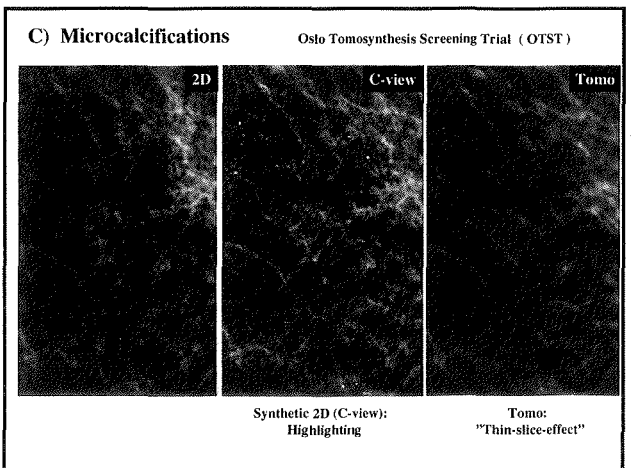 C) Microcalcifications
Oslo Tomosynthesis Screening Trial ( OTST )
2D
C-view
Tomo
Synthetic 2D (C-view):
Highlighting
Tomo:
"Thin-slice-effect"